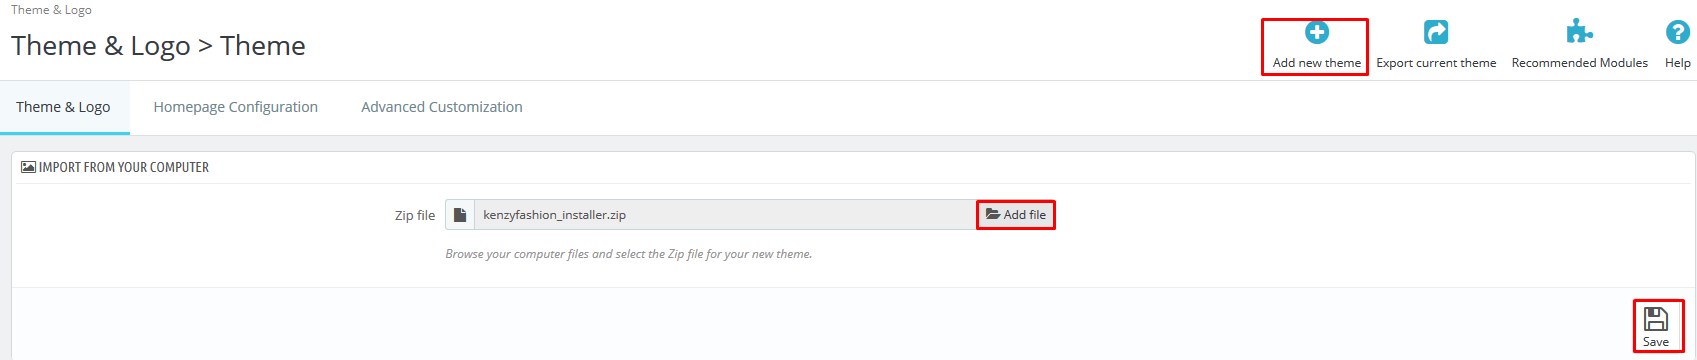 Theme & Logo
Theme & Logo > Theme
Add new theme
Export current theme
Recommended Modules
Help
Theme & Logo
Homepage Configuration
Advanced Customization
IMPORT FROM YOUR COMPUTER
Zip file
kenzyfashion_installer.zip
Add file
Browse your computer files and select the Zip file for your new theme.
Save